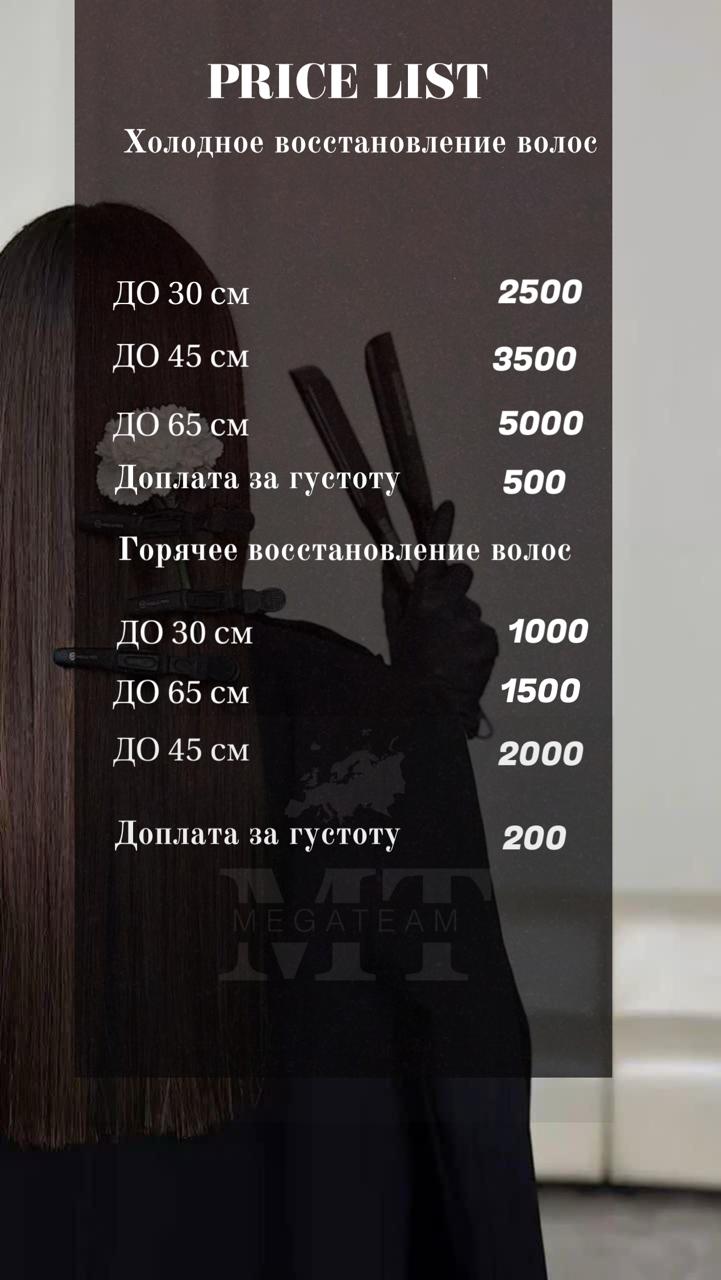 PRICE LIST
Холодное восстановление волос
ДО 30 см 2500
ДО 45 см 3500
ДО 65 см 5000
Доплата за густоту 500
Горячее восстановление волос
ДО 30 см 1000
ДО 65 см 1500
ДО 45 см 2000
Доплата за густоту 200
MT
MEGATEAM